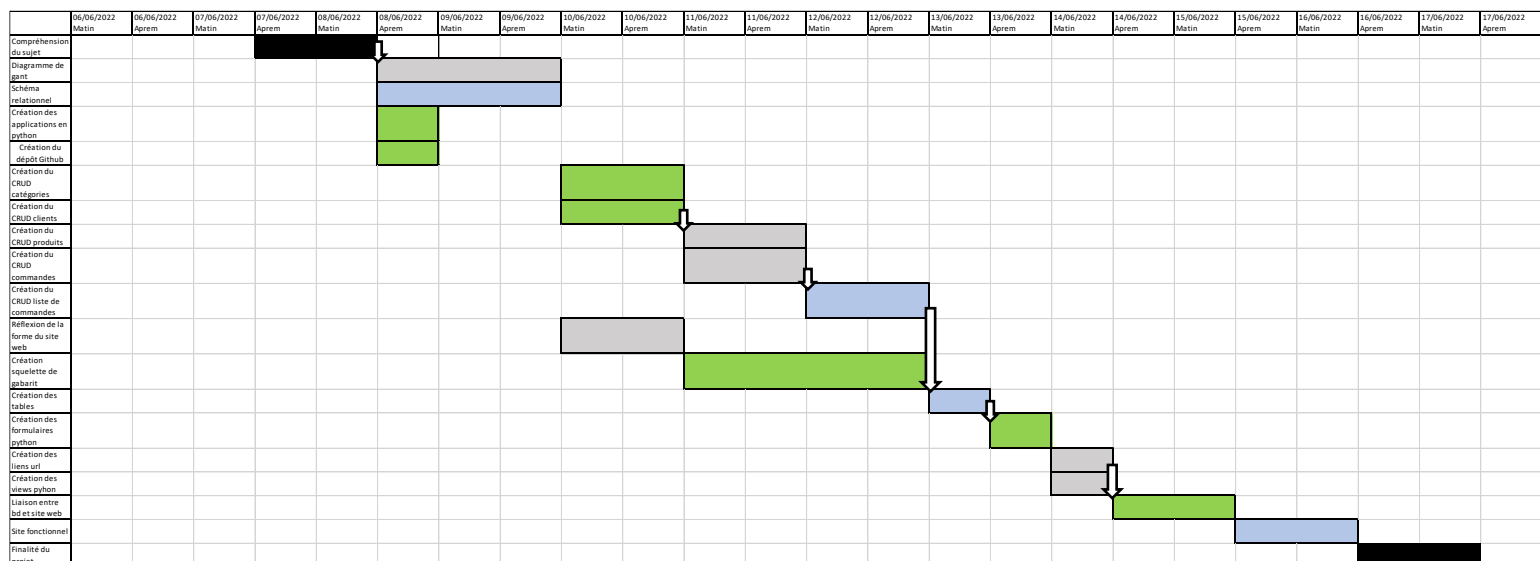 06/06/2022 06/06/2022 07/06/2022 07/06/2022 08/06/2022 08/06/2022 09/06/2022 09/06/2022 10/06/2022 10/06/2022 11/06/2022 11/06/2022 12/06/2022 12/06/2022 13/06/2022 13/06/2022 14/06/2022 14/06/2022 15/06/2022 15/06/2022 16/06/2022 16/06/2022 17/06/2022 17/06/2022
Matin Aprem Matin Aprem Matin Aprem Matin Aprem Matin Aprem Matin Aprem Matin Aprem Matin Aprem Matin Aprem Matin Aprem Matin Aprem Matin Aprem
Compréhension
du sujet
Diagramme de
gant
Schéma
relationnel
Création des
applications en
python
Création du
dépôt Github
Création du
CRUD
catégories
Création du
CRUD clients
Création du
CRUD produits
Création du
CRUD
commandes
Création du
CRUD liste de
commandes
Réflexion de la
forme du site
web
Création
squelette de
gabarit
Création des
tables
Création des
formulaires
python
Création des
liens url
Création des
views pyhon
Liaison entre
bd et site web
Site fonctionnel
Finalité du
projet